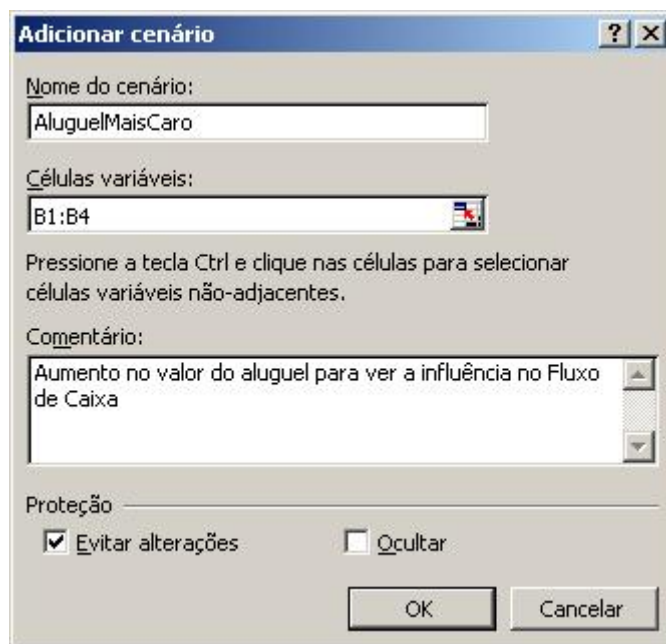 Adicionar cenário
Nome do cenário:
AluguelMaisCaro
Células variáveis:
B1:B4
Pressione a tecla Ctrl e clique nas células para selecionar
células variáveis não-adjacentes.
Comentário:
Aumento no valor do aluguel para ver a influência no Fluxo
de Caixa
Proteção
Evitar alterações Ocultar
OK Cancelar